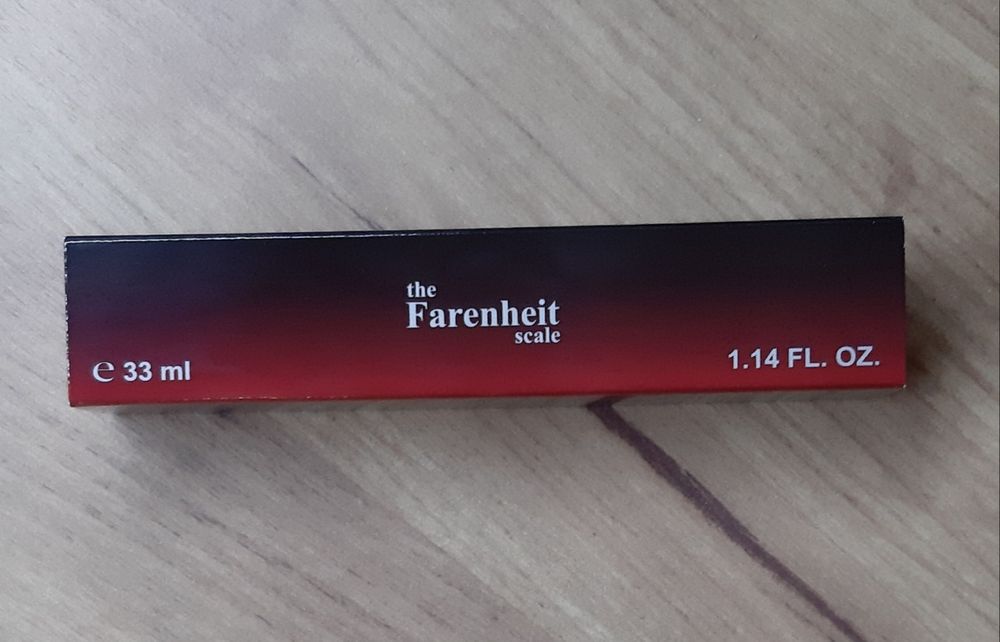 the
Farenheit
scale
℮ 33 ml
1.14 FL. OZ.